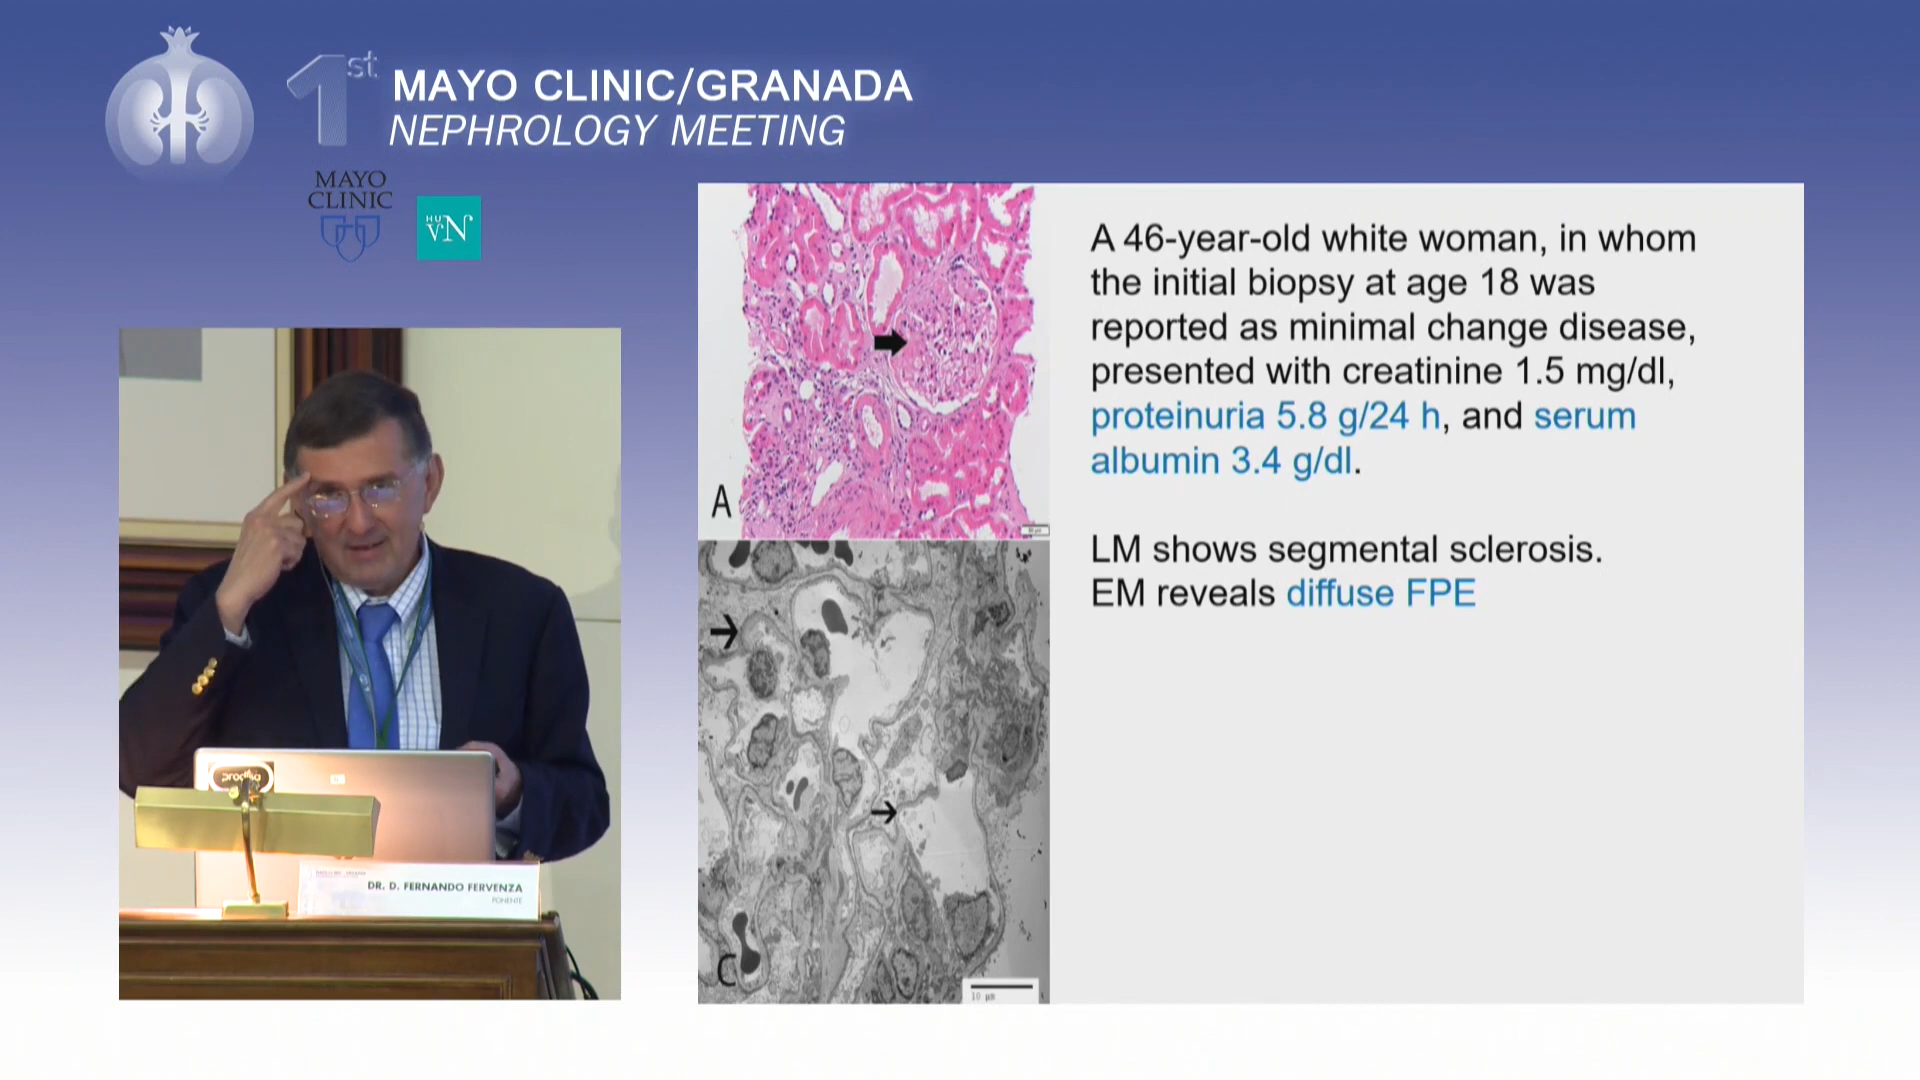 1st
MAYO CLINIC/GRANADA
NEPHROLOGY MEETING
MAYO
CLINIC
HU
VN
A 46-year-old white woman, in whom
the initial biopsy at age 18 was
reported as minimal change disease,
presented with creatinine 1.5 mg/dl,
proteinuria 5.8 g/24 h, and serum
albumin 3.4 g/dl.
LM shows segmental sclerosis.
EM reveals diffuse FPE
A
C
10 µm
DR. D. FERNANDO FERVENZA
PONENTE